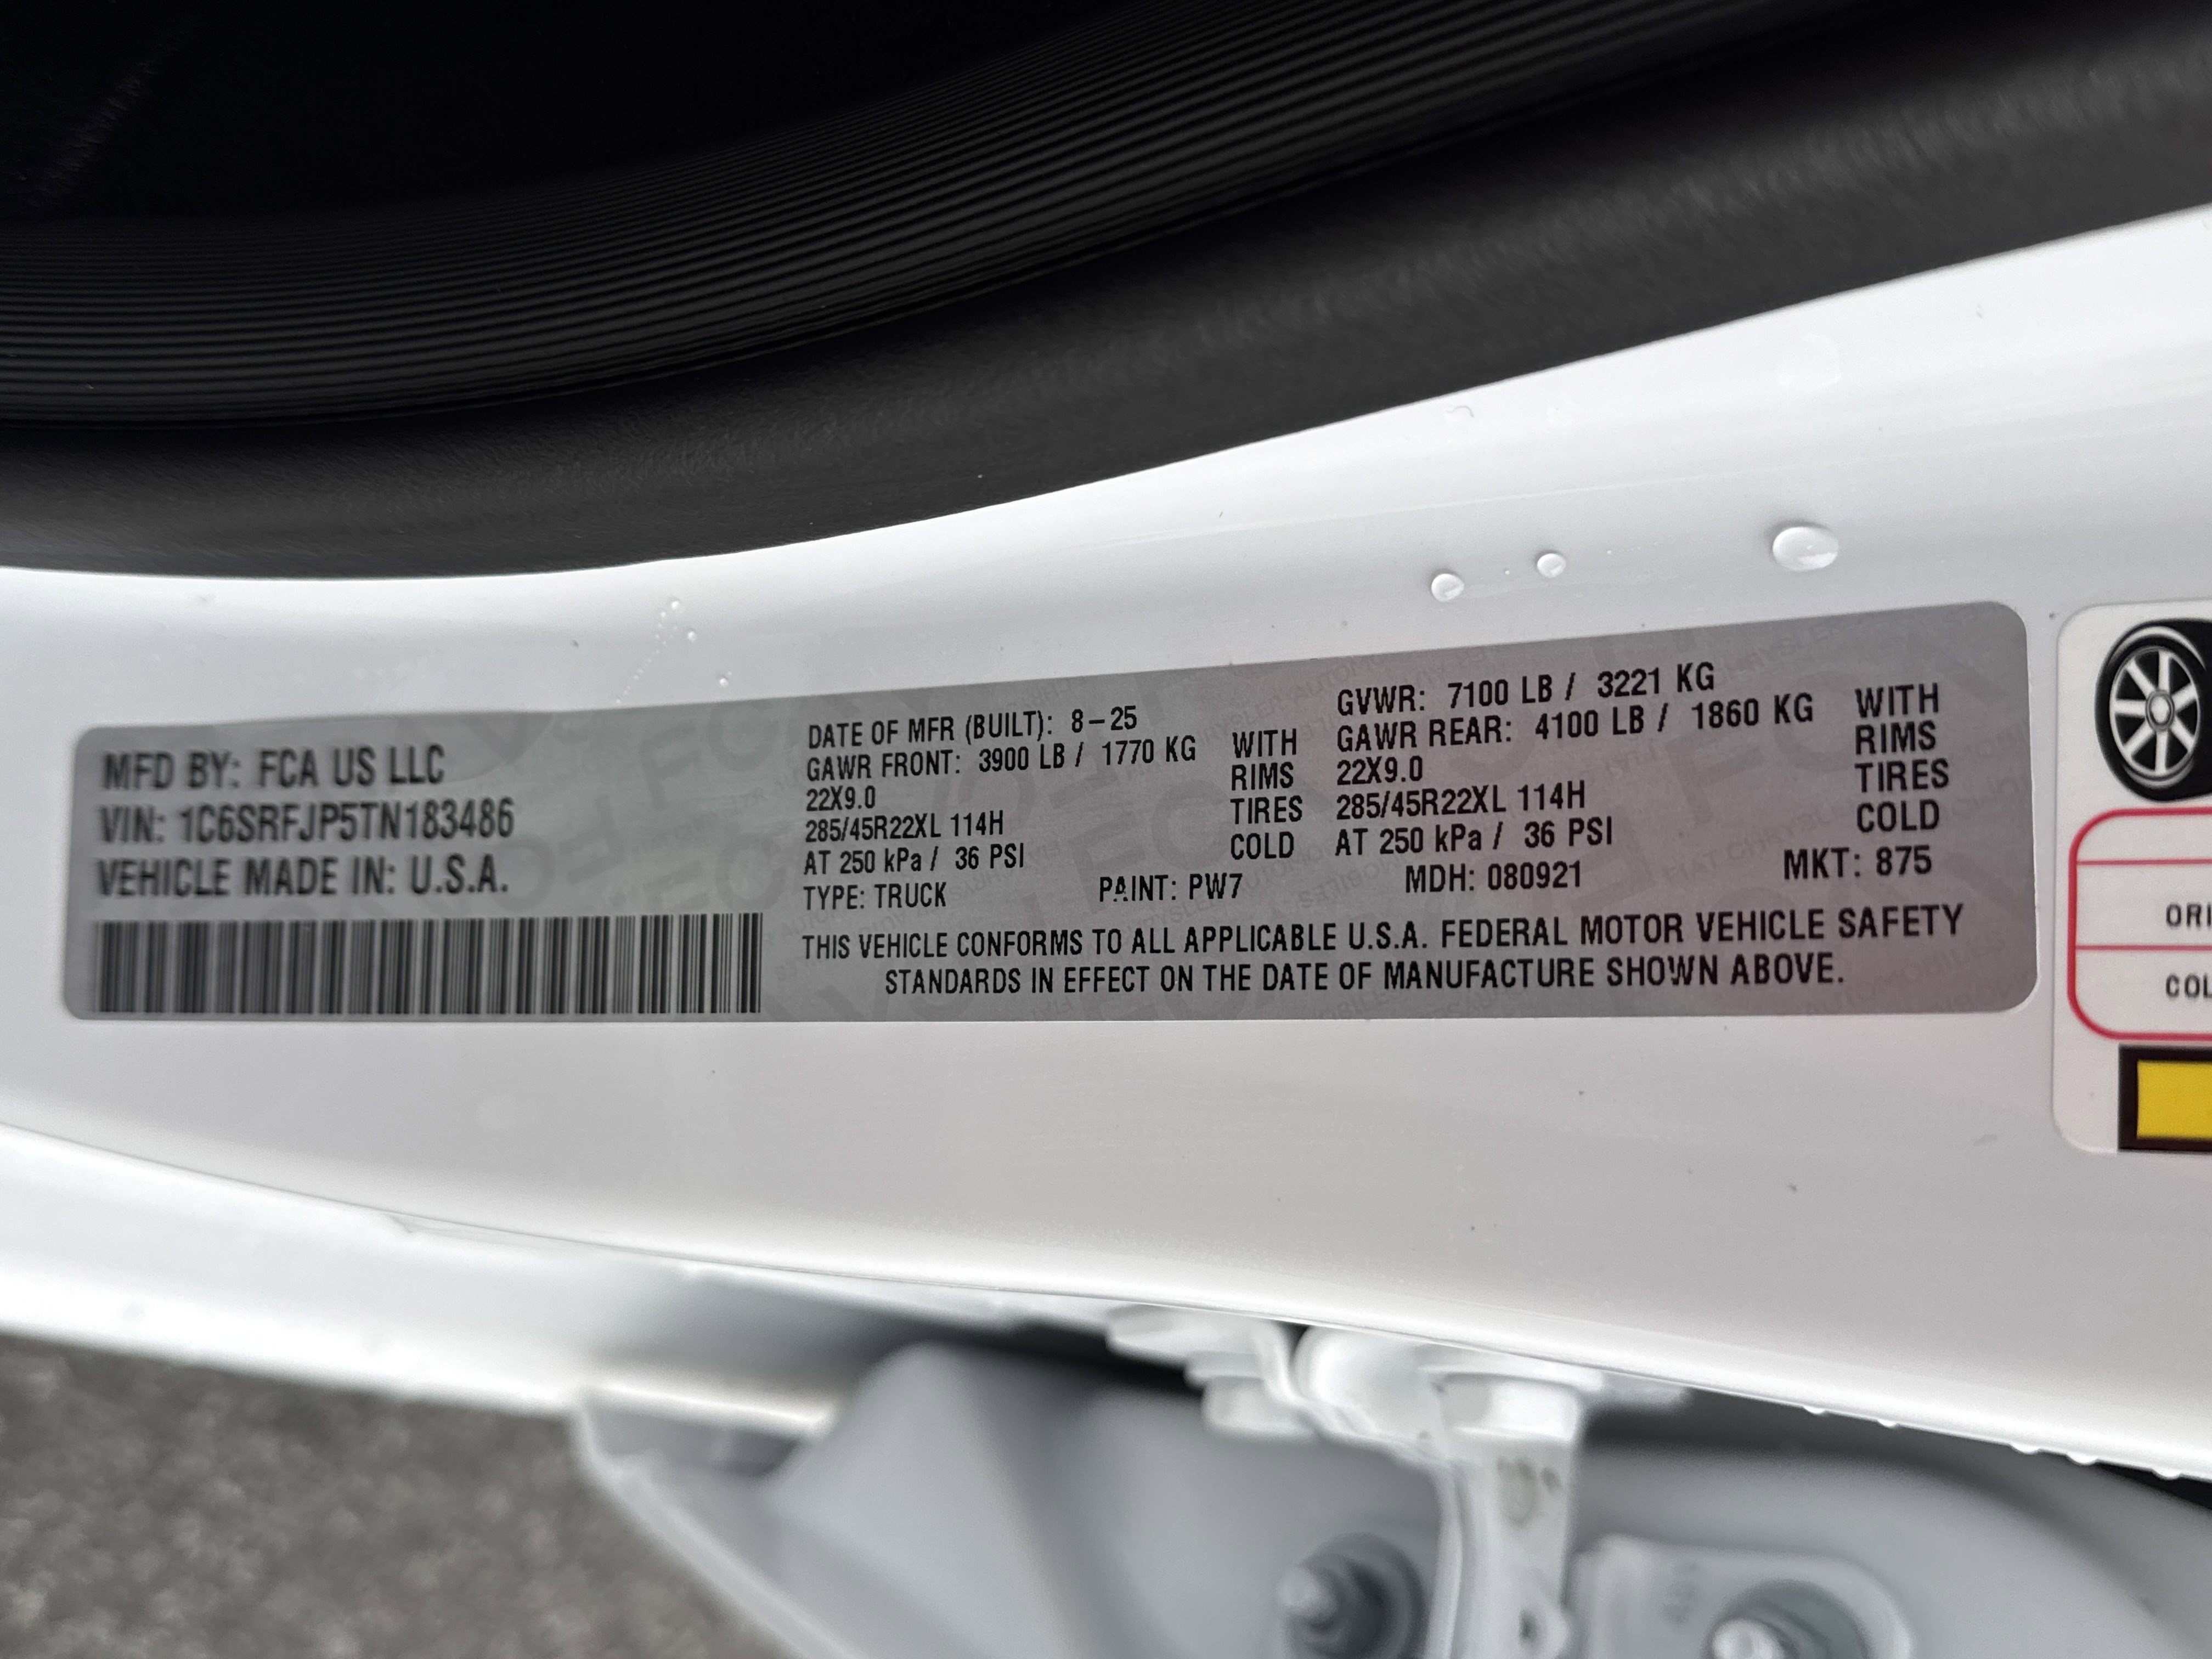 MFD BY: FCA US LLC
VIN: 1C6SRFJP5TN183486
VEHICLE MADE IN: U.S.A.
DATE OF MFR (BUILT): 8-25
GAWR FRONT: 3900 LB / 1770 KG WITH
22X9.0 RIMS
285/45R22XL 114H TIRES
AT 250 kPa / 36 PSI COLD
GVWR: 7100 LB / 3221 KG
GAWR REAR: 4100 LB / 1860 KG WITH
22X9.0 RIMS
285/45R22XL 114H TIRES
AT 250 kPa / 36 PSI COLD
TYPE: TRUCK PAINT: PW7 MDH: 080921 MKT: 875
THIS VEHICLE CONFORMS TO ALL APPLICABLE U.S.A. FEDERAL MOTOR VEHICLE SAFETY
STANDARDS IN EFFECT ON THE DATE OF MANUFACTURE SHOWN ABOVE.
ORI
COL